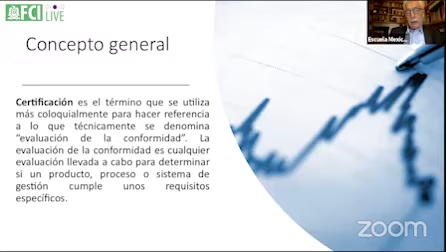 FCI
LIVE
Concepto general
Certificación es el término que se utiliza
más coloquialmente para hacer referencia
a lo que técnicamente se denomina
“evaluación de la conformidad”. La
evaluación de la conformidad es cualquier
evaluación llevada a cabo para determinar
si un producto, proceso o sistema de
gestión cumple unos requisitos
específicos.
Escuela Mexic...
zoom